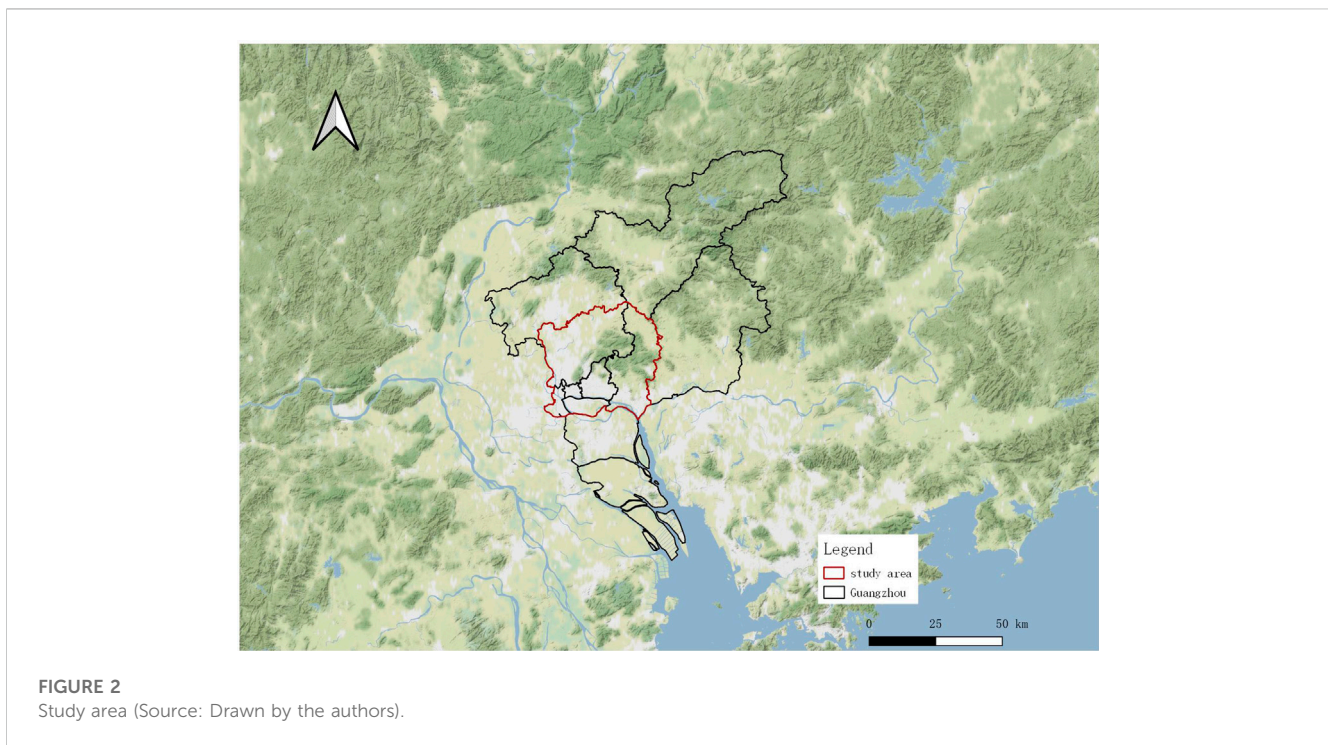 Legend
study area
Guangzhou
0 25 50 km
FIGURE 2
Study area (Source: Drawn by the authors).